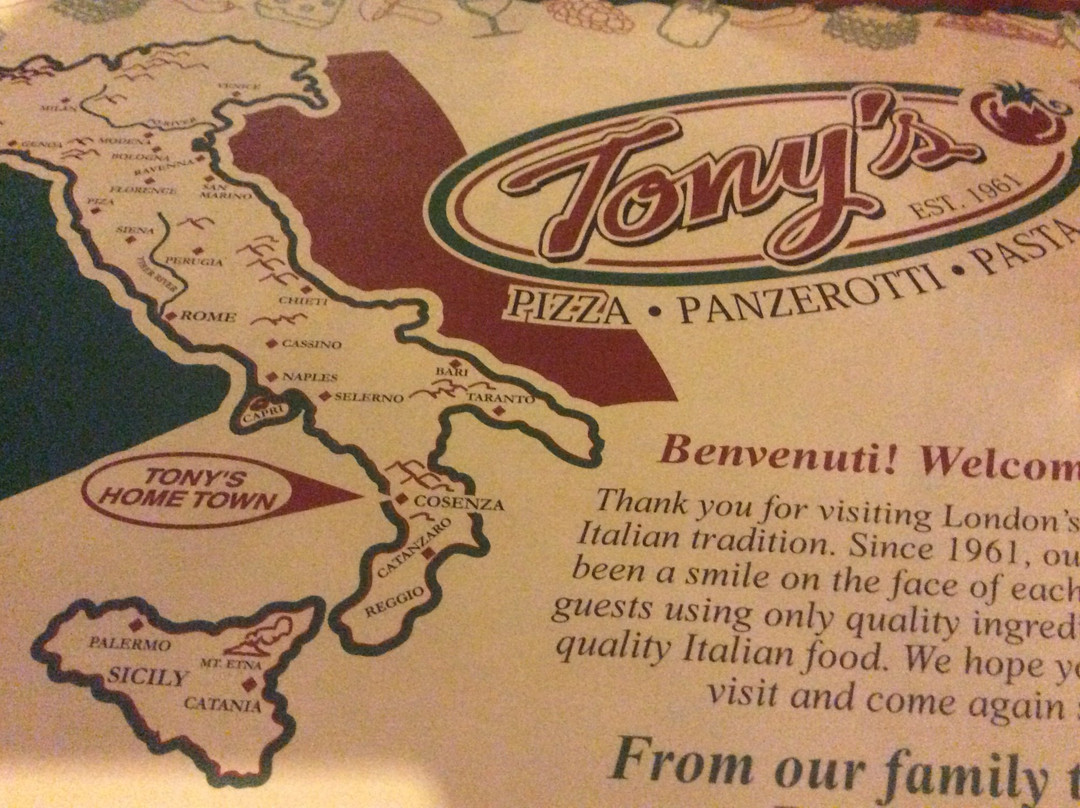 VENICE
MILAN
PO RIVER
GENOA
MODENA
BOLOGNA
RAVENNA
FLORENCE
SAN
MARINO
PIZA
SIENA
PERUGIA
TIBER RIVER
CHIETI
ROME
CASSINO
NAPLES
BARI
SELERNO
TARANTO
CAPRI
TONY'S
HOME TOWN
COSENZA
CATANZARO
REGGIO
PALERMO
MT. ETNA
SICILY
CATANIA
Tony's
EST. 1961
PIZZA • PANZEROTTI • PASTA
Benvenuti! Welcom
Thank you for visiting London's
Italian tradition. Since 1961, ou
been a smile on the face of each
guests using only quality ingred
quality Italian food. We hope yo
visit and come again
From our family t